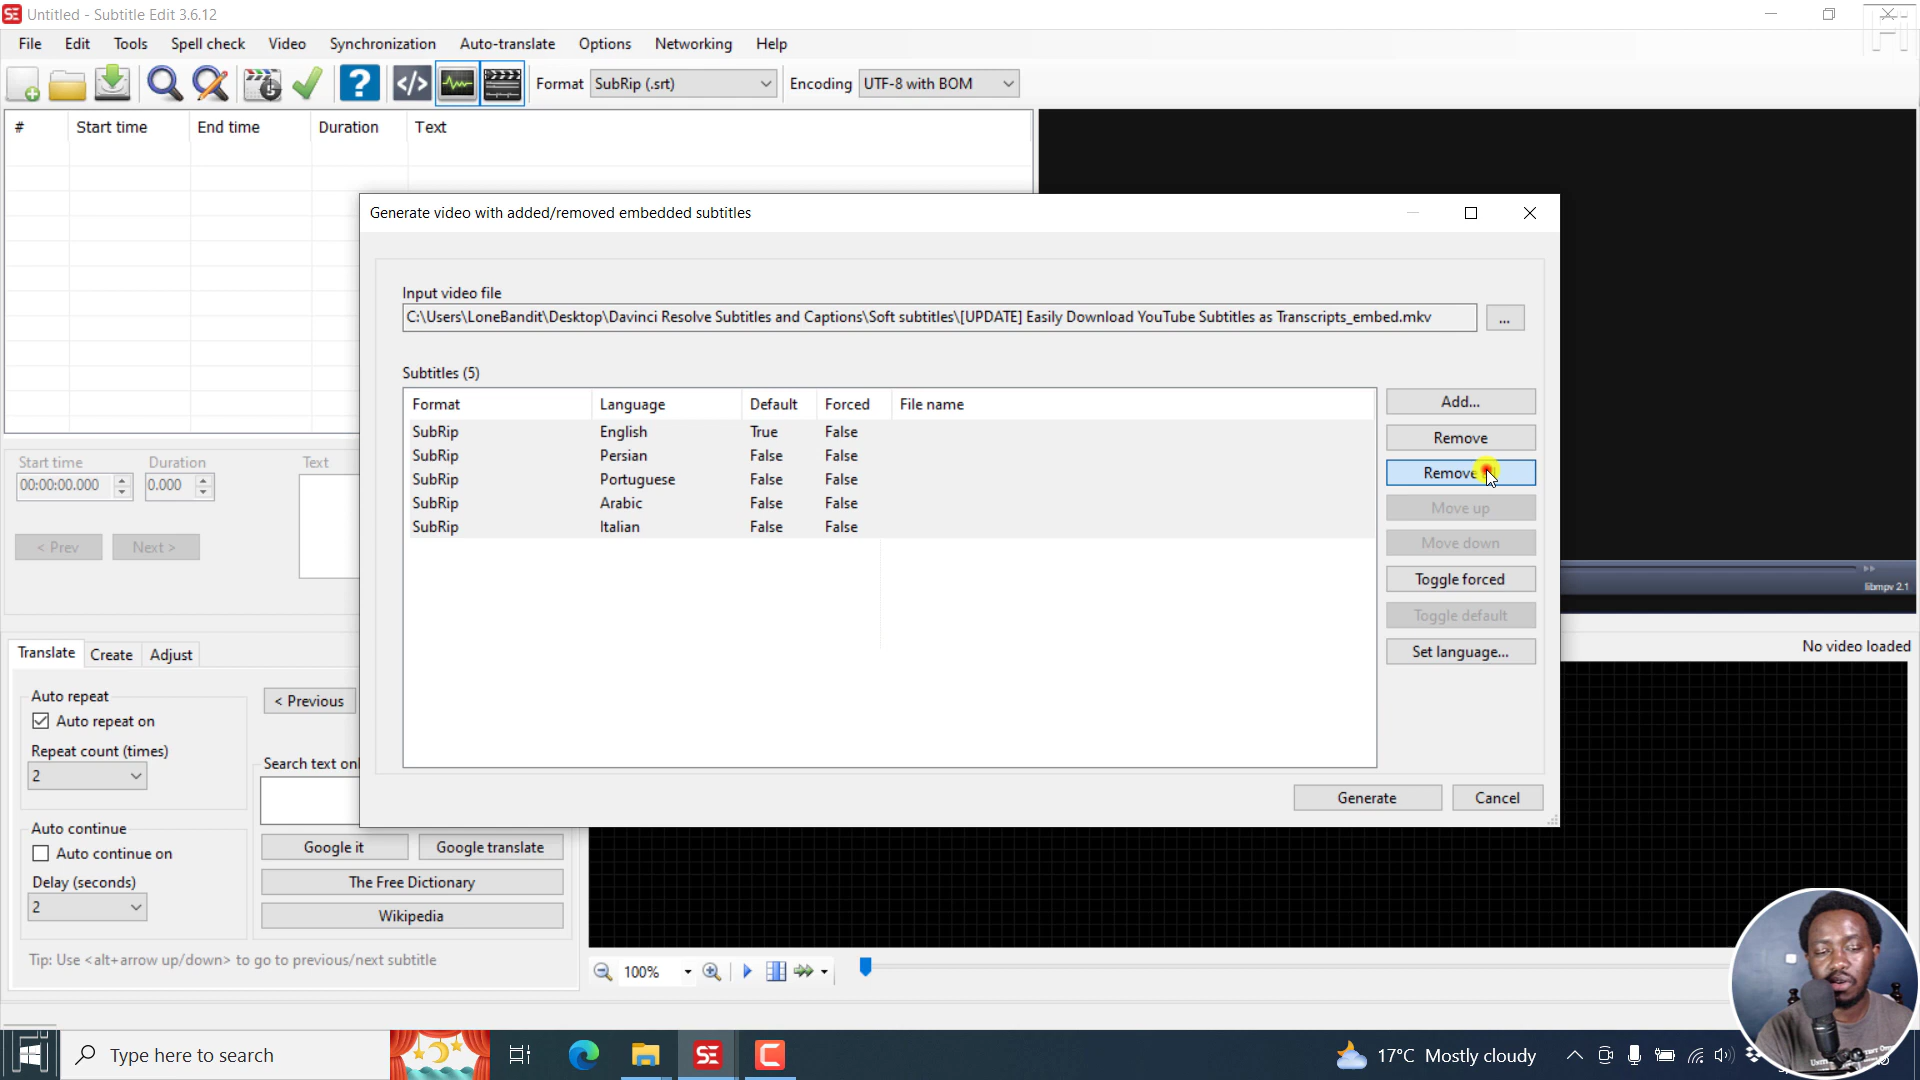 Untitled - Subtitle Edit 3.6.12
File Edit Tools Spell check Video Synchronization Auto-translate Options Networking Help
Format SubRip (.srt) Encoding UTF-8 with BOM
# Start time End time Duration Text
Generate video with added/removed embedded subtitles
Input video file
C:\Users\LoneBandit\Desktop\Davinci Resolve Subtitles and Captions\Soft subtitles\[UPDATE] Easily Download YouTube Subtitles as Transcripts_embed.mkv
...
Subtitles (5)
Format Language Default Forced File name
SubRip English True False
SubRip Persian False False
SubRip Portuguese False False
SubRip Arabic False False
SubRip Italian False False
Add...
Remove
Remove
Move up
Move down
Toggle forced
Toggle default
Set language...
Generate Cancel
Start time Duration Text
00:00:00.000 0.000
< Prev Next >
libmpv 2.1
No video loaded
Translate Create Adjust
Auto repeat
Auto repeat on
Repeat count (times)
2
Auto continue
Auto continue on
Delay (seconds)
2
< Previous
Search text onl
Google it Google translate
The Free Dictionary
Wikipedia
Tip: Use <alt+arrow up/down> to go to previous/next subtitle
100%
Type here to search
17°C Mostly cloudy